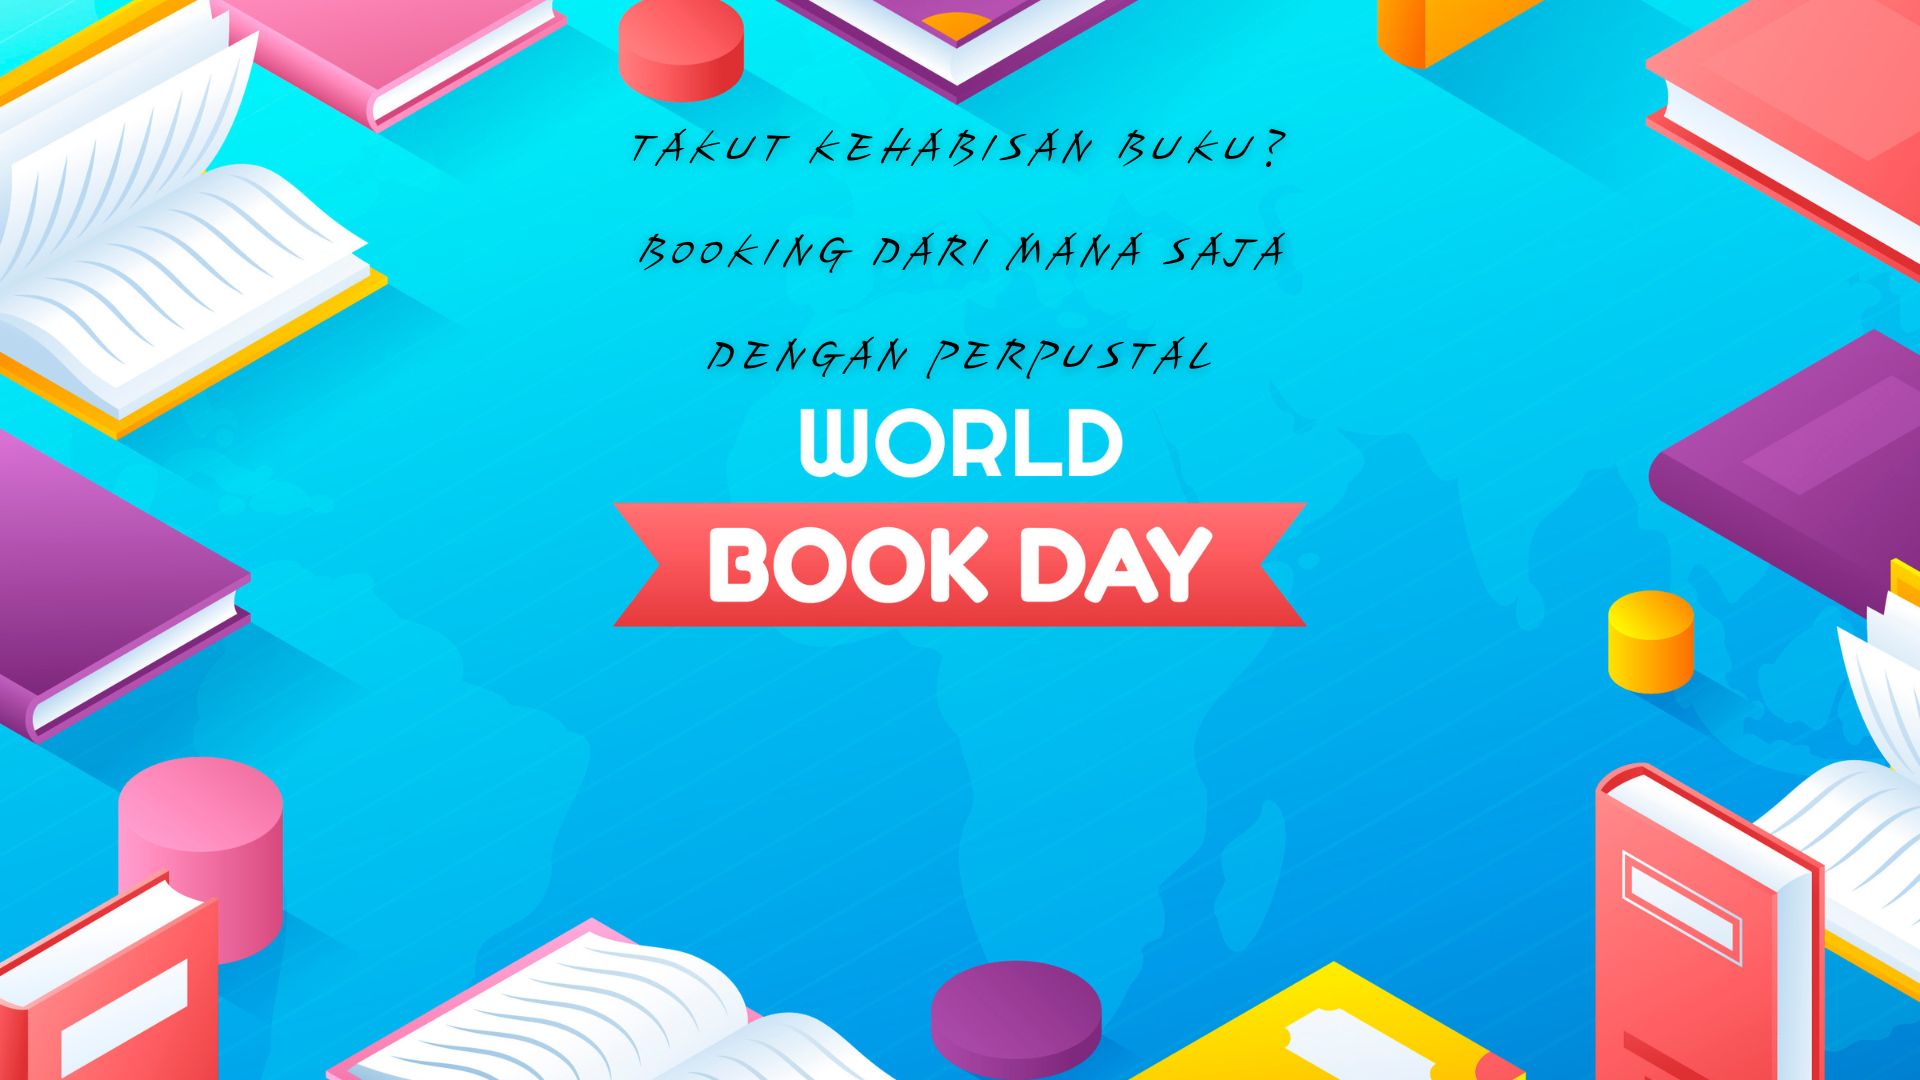 TAKUT KEHABISAN BUKU?
BOOKING DARI MANA SAJA
DENGAN PERPUSTAL
WORLD
BOOK DAY